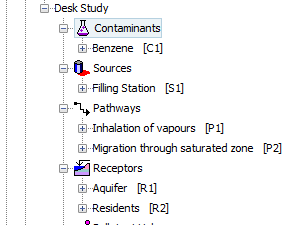 Desk Study
Contaminants
Benzene [C1]
Sources
Filling Station [S1]
Pathways
Inhalation of vapours [P1]
Migration through saturated zone [P2]
Receptors
Aquifer [R1]
Residents [R2]